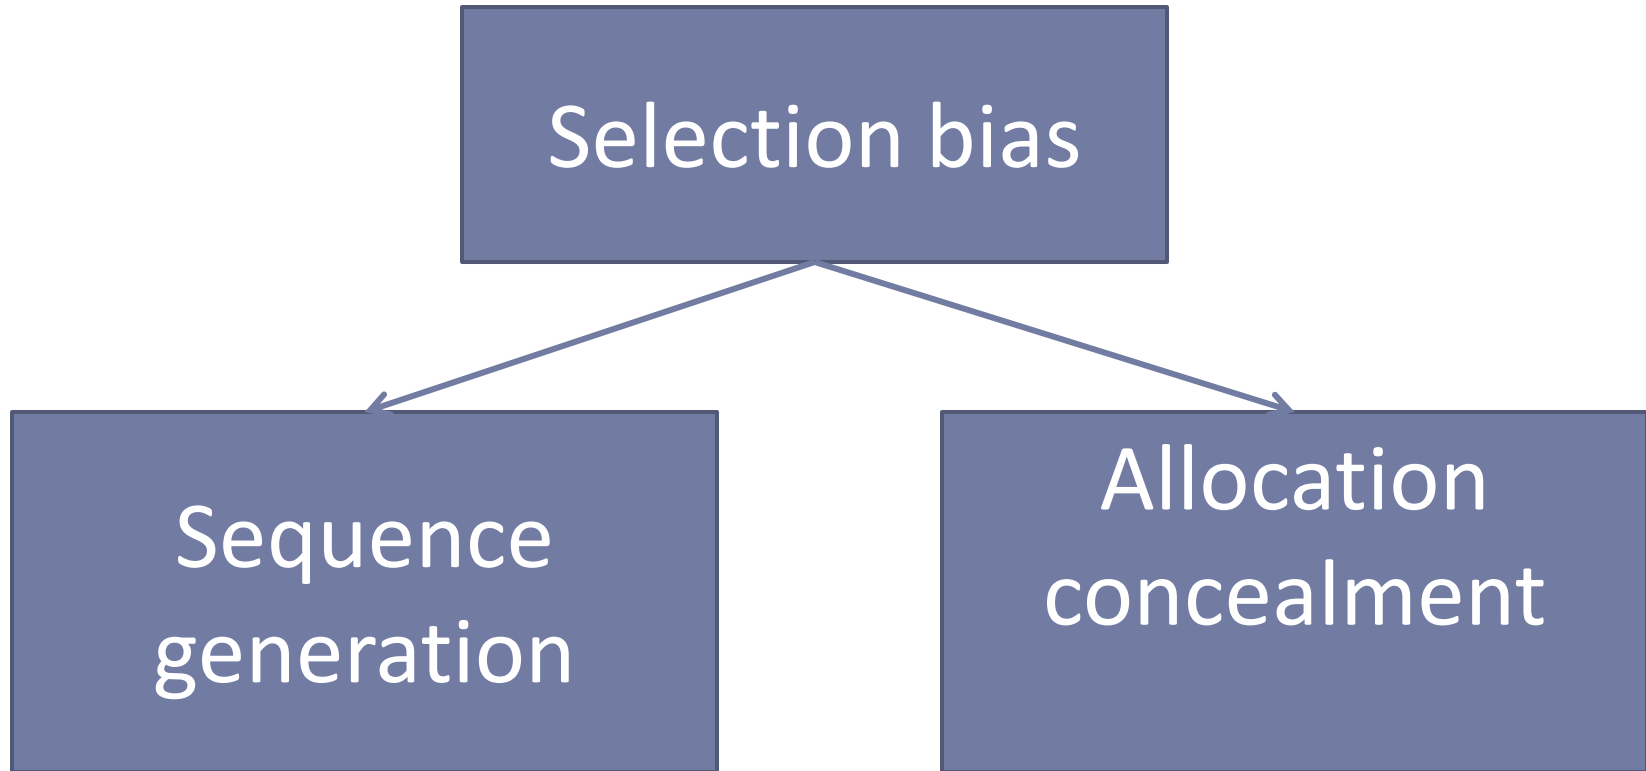 Selection bias
Sequence
generation
Allocation
concealment